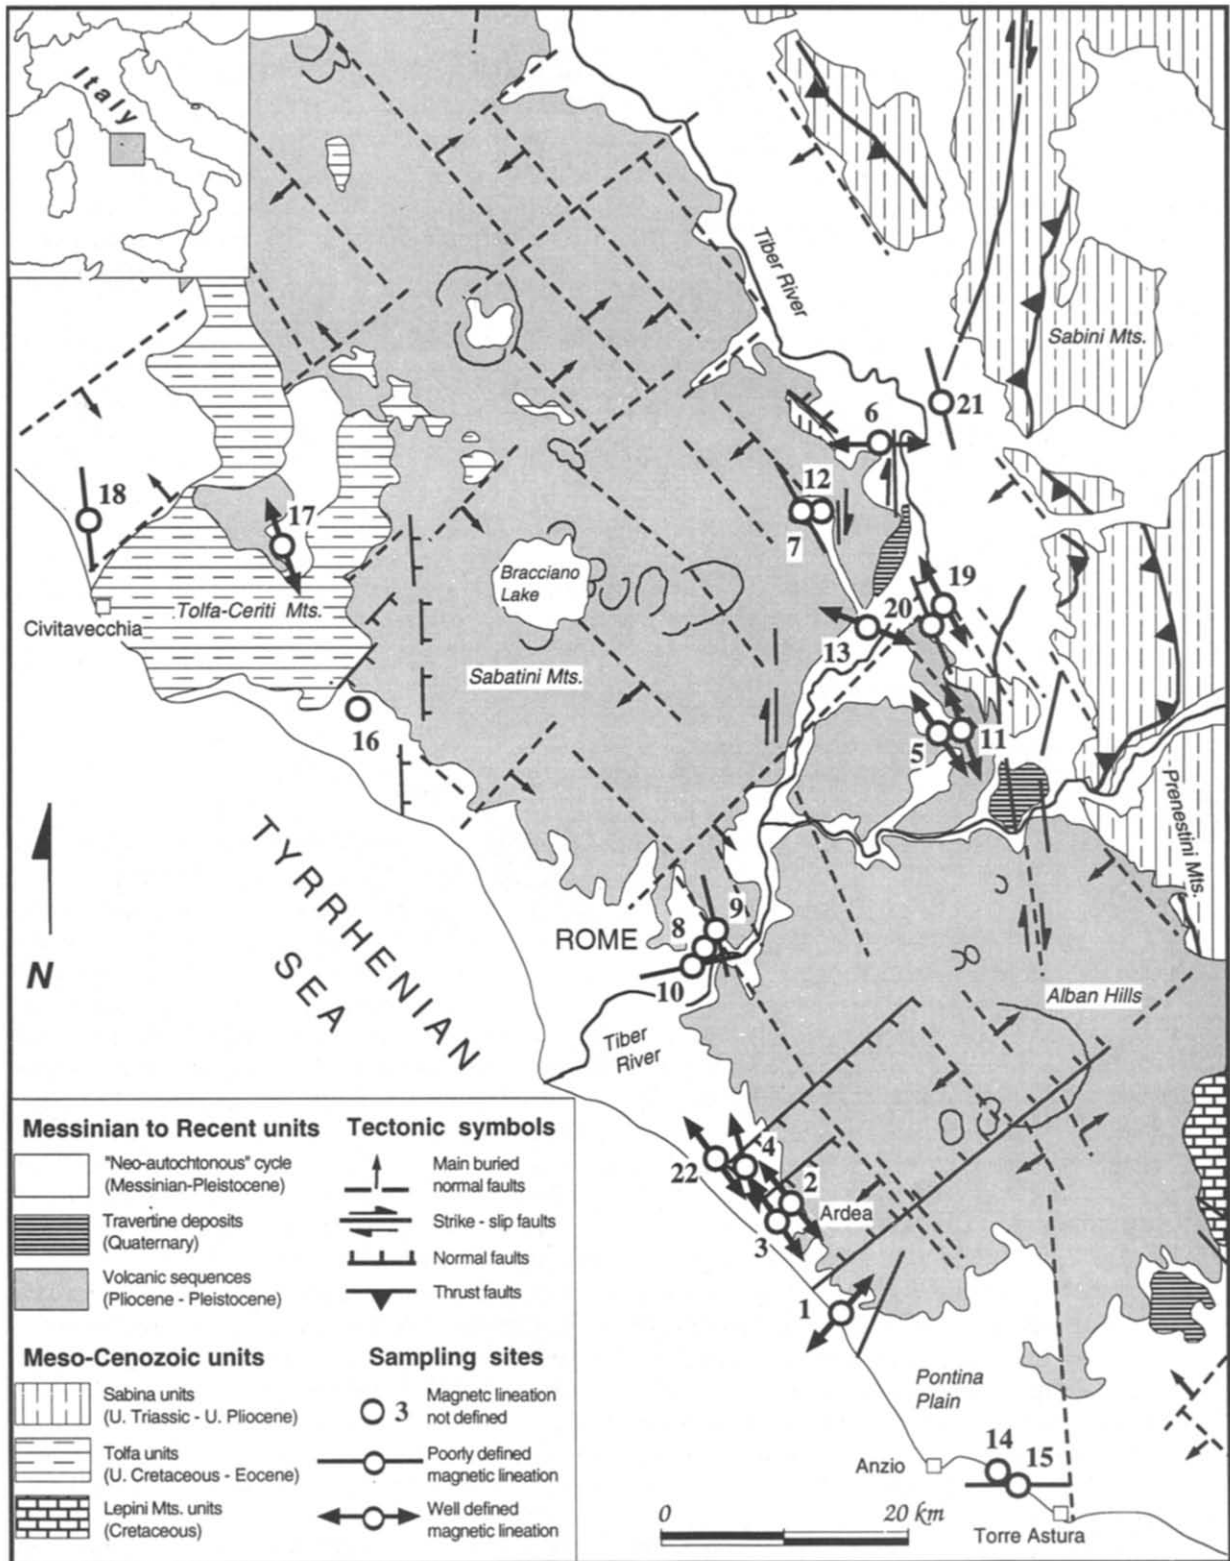 Italy
Tiber River
Sabini Mts.
6
21
18
12
17
7
Bracciano
Lake
19
20
Tolfa-Ceriti Mts.
Civitavecchia
13
Sabatini Mts.
16
5
11
Prenestini Mts.
TYRRHENIAN
SEA
N
9
8
ROME
10
Alban Hills
Tiber
River
4
22
2
Ardea
3
1
Pontina
Plain
14
15
Anzio
Torre Astura
0 20 km
Messinian to Recent units
"Neo-autochtonous" cycle
(Messinian-Pleistocene)
Travertine deposits
(Quaternary)
Volcanic sequences
(Pliocene - Pleistocene)
Meso-Cenozoic units
Sabina units
(U. Triassic - U. Pliocene)
Tolfa units
(U. Cretaceous - Eocene)
Lepini Mts. units
(Cretaceous)
Tectonic symbols
Main buried
normal faults
Strike - slip faults
Normal faults
Thrust faults
Sampling sites
3
Magnetc lineation
not defined
Poorly defined
magnetic lineation
Well defined
magnetic lineation